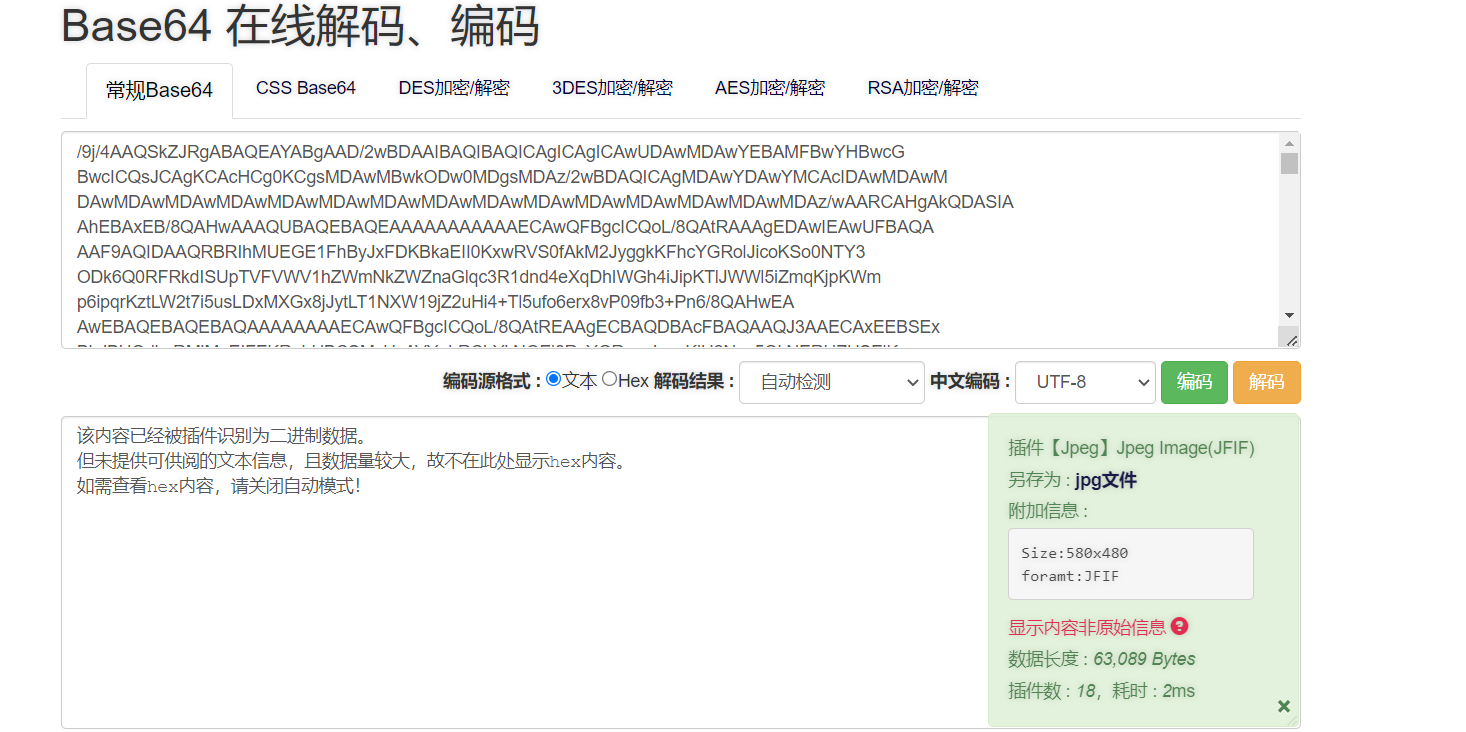 Base64 在线解码、编码
常规Base64 CSS Base64 DES加密/解密 3DES加密/解密 AES加密/解密 RSA加密/解密
/9j/4AAQSkZJRgABAQEAYABgAAD/2wBDAAIBAQIBAQICAgICAgICAwUDAwMDAwYEBAMFBwYHBwcG
BwcICQsJCAgKCAcHCg0KCgsMDAwMBwkODw0MDgsMDAz/2wBDAQICAgMDAwYDAwYMCAcIDAwMDAwM
DAwMDAwMDAwMDAwMDAwMDAwMDAwMDAwMDAwMDAwMDAwMDAwMDAwMDAz/wAARCAHgAkQDASIA
AhEBAxEB/8QAHwAAAQUBAQEBAQEAAAAAAAAAAAECAwQFBgcICQoL/8QAtRAAAgEDAwIEAwUFBAQA
AAF9AQIDAAQRBRIhMUEGE1FhByJxFDKBkaEII0KxwRVS0fAkM2JyggkKFhcYGRolJicoKSo0NTY3
ODk6Q0RFRkdISUpTVFVWV1hZWmNkZWZnaGlqc3R1dnd4eXqDhIWGh4iJipKTlJWWl5iZmqKjpKWm
p6ipqrKztLW2t7i5usLDxMXGx8jJytLT1NXW19jZ2uHi4+Tl5ufo6erx8vP09fb3+Pn6/8QAHwEA
AwEBAQEBAQEBAQAAAAAAAAECAwQFBgcICQoL/8QAtREAAgECBAQDBAcFBAQAAQJ3AAECAxEEBSEx
编码源格式 : 文本 Hex 解码结果 : 自动检测 中文编码 : UTF-8 编码 解码
该内容已经被插件识别为二进制数据。
但未提供可供阅的文本信息，且数据量较大，故不在此处显示hex内容。
如需查看hex内容，请关闭自动模式！
插件【Jpeg】Jpeg Image(JFIF)
另存为 : jpg文件
附加信息 :
Size:580x480
foramt:JFIF
显示内容非原始信息
数据长度 : 63,089 Bytes
插件数 : 18，耗时 : 2ms